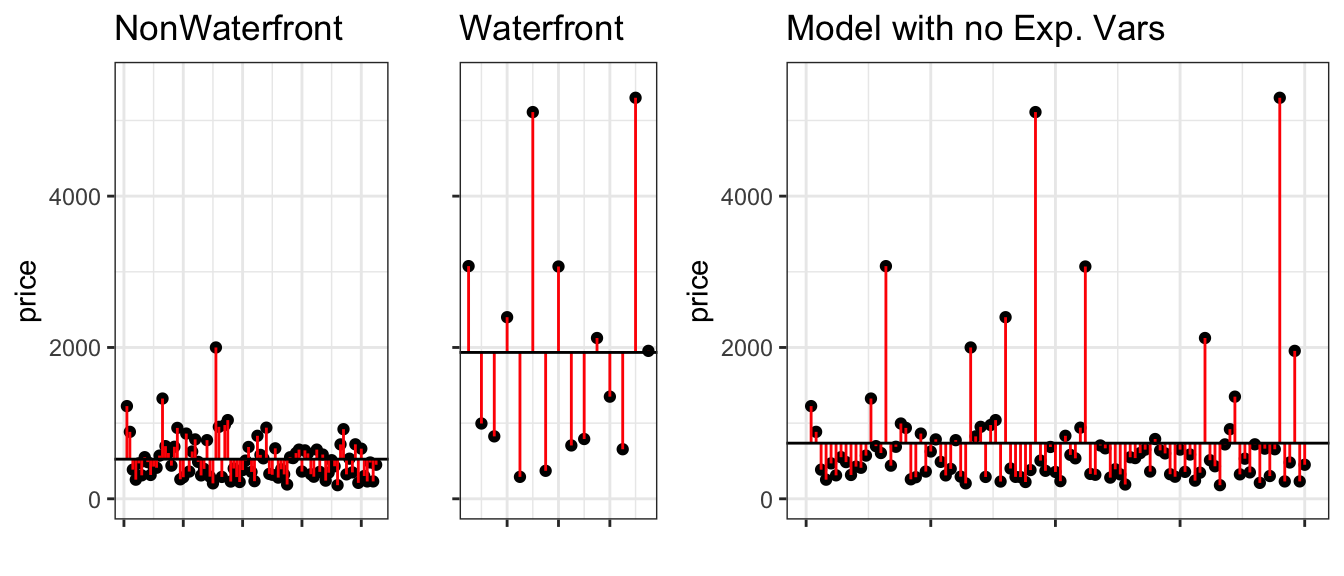 NonWaterfront
Waterfront
Model with no Exp. Vars
price
4000
2000
0
price
4000
2000
0